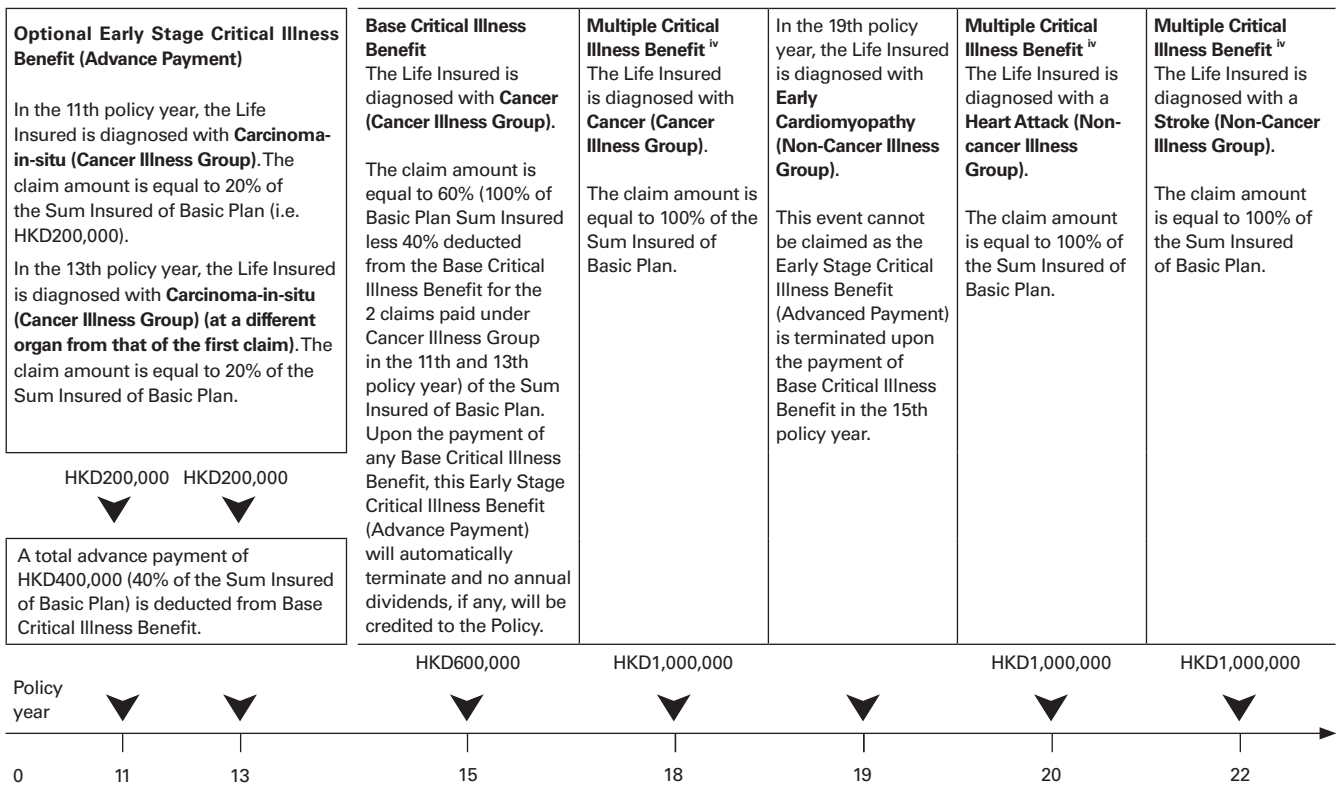 Optional Early Stage Critical Illness
Benefit (Advance Payment)
In the 11th policy year, the Life
Insured is diagnosed with Carcinoma-
in-situ (Cancer Illness Group). The
claim amount is equal to 20% of
the Sum Insured of Basic Plan (i.e.
HKD200,000).
In the 13th policy year, the Life Insured
is diagnosed with Carcinoma-in-situ
(Cancer Illness Group) (at a different
organ from that of the first claim). The
claim amount is equal to 20% of the
Sum Insured of Basic Plan.
HKD200,000 HKD200,000
A total advance payment of
HKD400,000 (40% of the Sum Insured
of Basic Plan) is deducted from Base
Critical Illness Benefit.
Base Critical Illness
Benefit
The Life Insured is
diagnosed with Cancer
(Cancer Illness Group).
The claim amount is
equal to 60% (100% of
Basic Plan Sum Insured
less 40% deducted
from the Base Critical
Illness Benefit for the
2 claims paid under
Cancer Illness Group
in the 11th and 13th
policy year) of the Sum
Insured of Basic Plan.
Upon the payment of
any Base Critical Illness
Benefit, this Early Stage
Critical Illness Benefit
(Advance Payment)
will automatically
terminate and no annual
dividends, if any, will be
credited to the Policy.
Multiple Critical
Illness Benefit iv
The Life Insured
is diagnosed with
Cancer (Cancer
Illness Group).
The claim amount is
equal to 100% of the
Sum Insured of
Basic Plan.
In the 19th policy
year, the Life Insured
is diagnosed with
Early
Cardiomyopathy
(Non-Cancer Illness
Group).
This event cannot
be claimed as the
Early Stage Critical
Illness Benefit
(Advanced Payment)
is terminated upon
the payment of
Base Critical Illness
Benefit in the 15th
policy year.
Multiple Critical
Illness Benefit iv
The Life Insured is
diagnosed with a
Heart Attack (Non-
cancer Illness
Group).
The claim amount
is equal to 100% of
the Sum Insured of
Basic Plan.
Multiple Critical
Illness Benefit iv
The Life Insured is
diagnosed with a
Stroke (Non-Cancer
Illness Group).
The claim amount
is equal to 100% of
the Sum Insured
of Basic Plan.
HKD600,000 HKD1,000,000 HKD1,000,000 HKD1,000,000
Policy
year
0 11 13 15 18 19 20 22